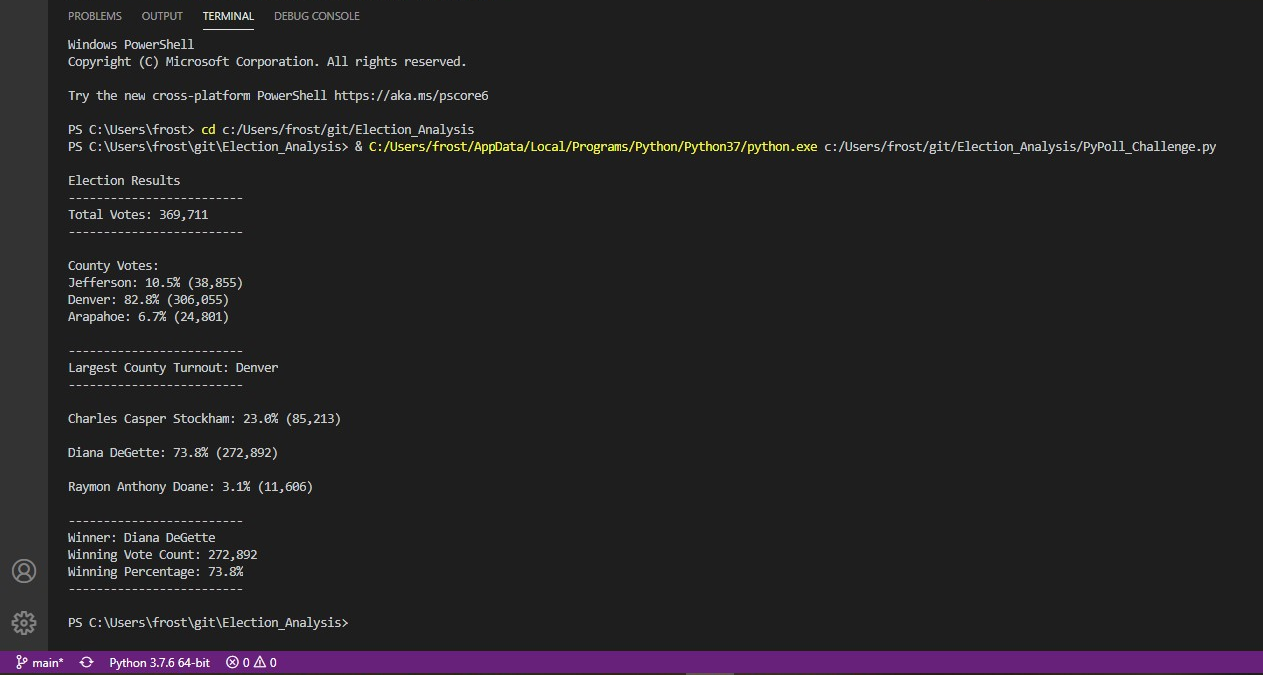 PROBLEMS OUTPUT TERMINAL DEBUG CONSOLE
Windows PowerShell
Copyright (C) Microsoft Corporation. All rights reserved.
Try the new cross-platform PowerShell https://aka.ms/pscore6
PS C:\Users\frost> cd c:/Users/frost/git/Election_Analysis
PS C:\Users\frost\git\Election_Analysis> & C:/Users/frost/AppData/Local/Programs/Python/Python37/python.exe c:/Users/frost/git/Election_Analysis/PyPoll_Challenge.py
Election Results
-------------------------
Total Votes: 369,711
-------------------------
County Votes:
Jefferson: 10.5% (38,855)
Denver: 82.8% (306,055)
Arapahoe: 6.7% (24,801)
-------------------------
Largest County Turnout: Denver
-------------------------
Charles Casper Stockham: 23.0% (85,213)
Diana DeGette: 73.8% (272,892)
Raymon Anthony Doane: 3.1% (11,606)
-------------------------
Winner: Diana DeGette
Winning Vote Count: 272,892
Winning Percentage: 73.8%
-------------------------
PS C:\Users\frost\git\Election_Analysis>
main* Python 3.7.6 64-bit 0 0